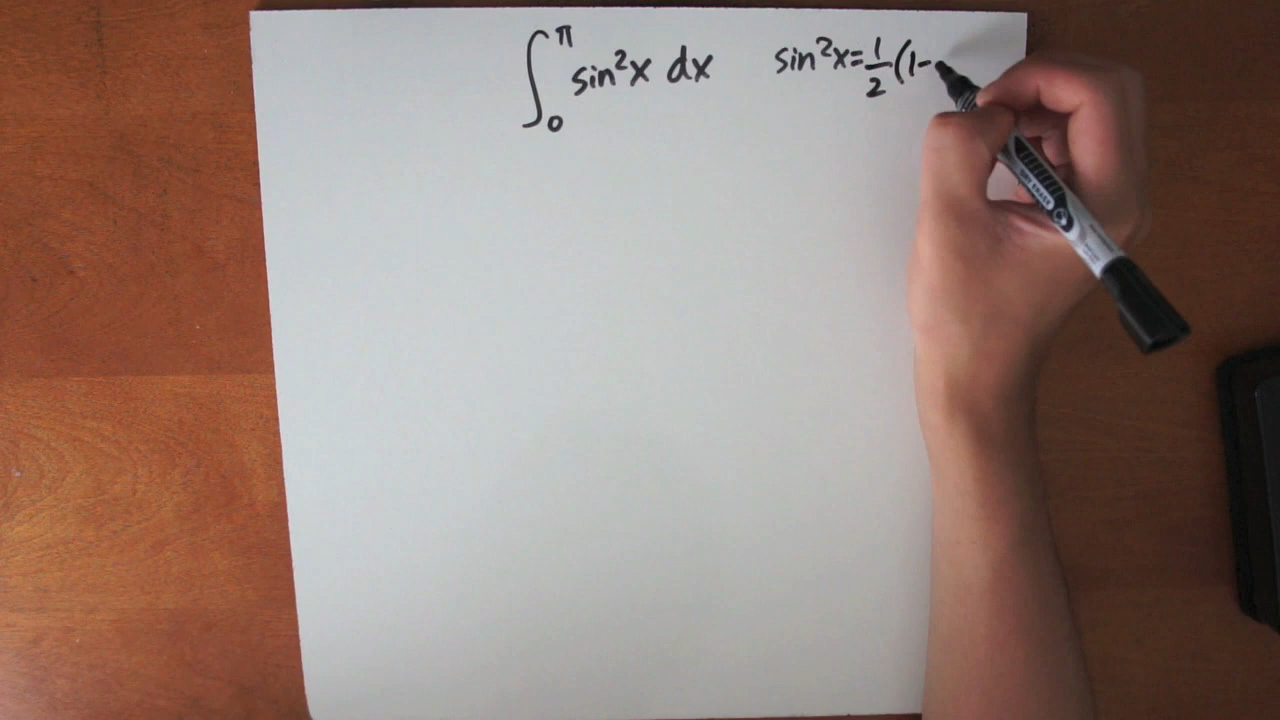 ∫₀^π sin²x dx sin²x=½(1-